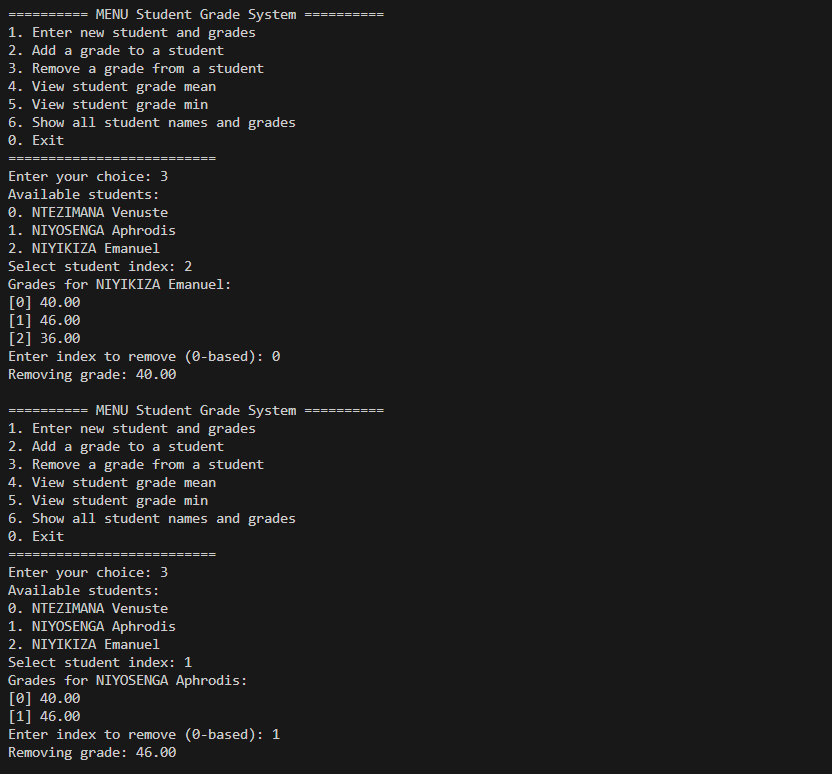 ========== MENU Student Grade System ==========
1. Enter new student and grades
2. Add a grade to a student
3. Remove a grade from a student
4. View student grade mean
5. View student grade min
6. Show all student names and grades
0. Exit
==========================
Enter your choice: 3
Available students:
0. NTEZIMANA Venuste
1. NIYOSENGA Aphrodis
2. NIYIKIZA Emanuel
Select student index: 2
Grades for NIYIKIZA Emanuel:
[0] 40.00
[1] 46.00
[2] 36.00
Enter index to remove (0-based): 0
Removing grade: 40.00

========== MENU Student Grade System ==========
1. Enter new student and grades
2. Add a grade to a student
3. Remove a grade from a student
4. View student grade mean
5. View student grade min
6. Show all student names and grades
0. Exit
==========================
Enter your choice: 3
Available students:
0. NTEZIMANA Venuste
1. NIYOSENGA Aphrodis
2. NIYIKIZA Emanuel
Select student index: 1
Grades for NIYOSENGA Aphrodis:
[0] 40.00
[1] 46.00
Enter index to remove (0-based): 1
Removing grade: 46.00